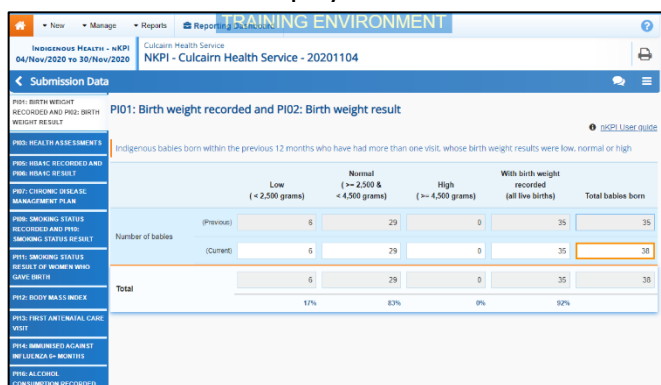 TRAINING ENVIRONMENT
New Manage Reports Reporting Dashboard
INDIGENOUS HEALTH - NKPI
04/NOV/2020 TO 30/NOV/2020
Culcairn Health Service
NKPI - Culcairn Health Service - 20201104
Submission Data
PI01: BIRTH WEIGHT
RECORDED AND PI02: BIRTH
WEIGHT RESULT
PI03: HEALTH ASSESSMENTS
PI05: HBA1C RECORDED AND
PI06: HBA1C RESULT
PI07: CHRONIC DISEASE
MANAGEMENT PLAN
PI09: SMOKING STATUS
RECORDED AND PI10:
SMOKING STATUS RESULT
PI11: SMOKING STATUS
RESULT OF WOMEN WHO
GAVE BIRTH
PI12: BODY MASS INDEX
PI13: FIRST ANTENATAL CARE
VISIT
PI14: IMMUNISED AGAINST
INFLUENZA 6+ MONTHS
PI16: ALCOHOL
CONSUMPTION RECORDED
PI01: Birth weight recorded and PI02: Birth weight result
nKPI User guide
Indigenous babies born within the previous 12 months who have had more than one visit, whose birth weight results were low, normal or high
Low
( < 2,500 grams)
Normal
( >= 2,500 &
< 4,500 grams)
High
( >= 4,500 grams)
With birth weight
recorded
(all live births)
Total babies born
Number of babies
(Previous) 6 29 0 35 35
(Current) 6 29 0 35 38
Total 6 29 0 35 38
17% 83% 0% 92%